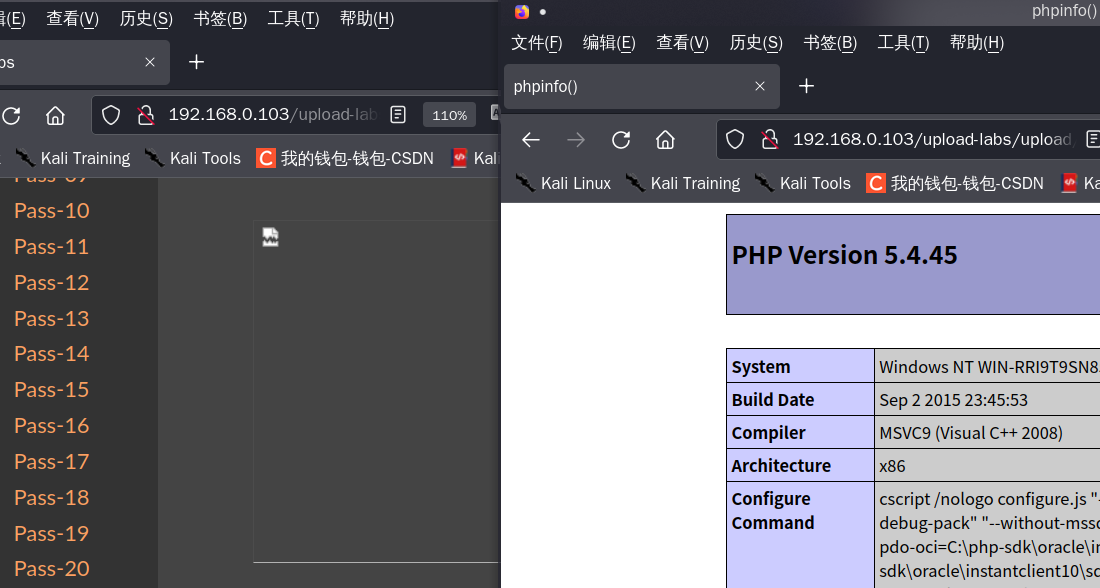 (E) 查看(V) 历史(S) 书签(B) 工具(T) 帮助(H)
192.168.0.103/upload-lab
110%
Kali Training Kali Tools 我的钱包-钱包-CSDN Kal
Pass-10
Pass-11
Pass-12
Pass-13
Pass-14
Pass-15
Pass-16
Pass-17
Pass-18
Pass-19
Pass-20
phpinfo()
文件(F) 编辑(E) 查看(V) 历史(S) 书签(B) 工具(T) 帮助(H)
phpinfo()
192.168.0.103/upload-labs/upload
Kali Linux Kali Training Kali Tools 我的钱包-钱包-CSDN Ka
PHP Version 5.4.45
System Windows NT WIN-RRI9T9SN8
Build Date Sep 2 2015 23:45:53
Compiler MSVC9 (Visual C++ 2008)
Architecture x86
Configure Command cscript /nologo configure.js "-
debug-pack" "--without-mssq
pdo-oci=C:\php-sdk\oracle\in
sdk\oracle\instantclient10\sd